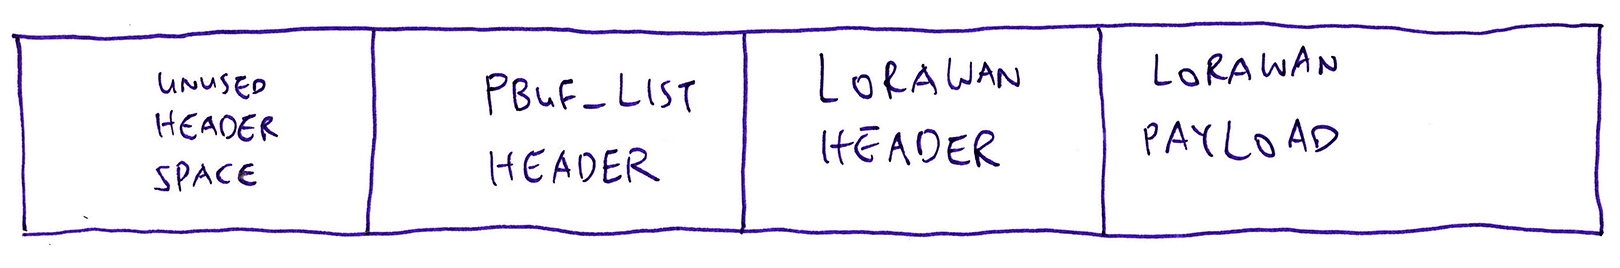 UNUSED
HEADER
SPACE
PBUF_LIST
HEADER
LORAWAN
HEADER
LORAWAN
PAYLOAD